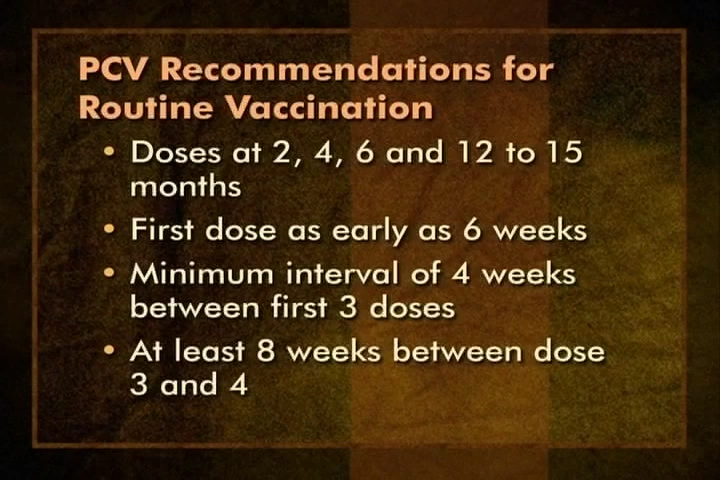 PCV Recommendations for
Routine Vaccination
• Doses at 2, 4, 6 and 12 to 15
months
• First dose as early as 6 weeks
• Minimum interval of 4 weeks
between first 3 doses
• At least 8 weeks between dose
3 and 4